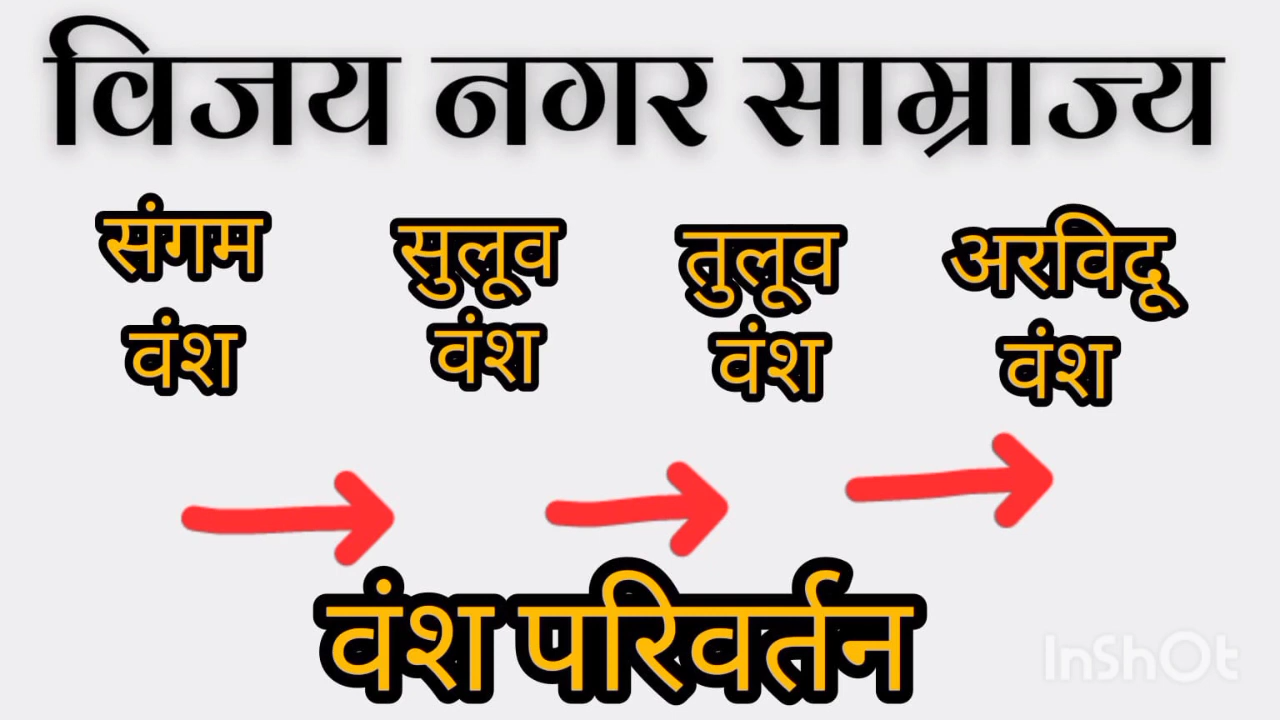 विजय नगर साम्राज्य
संगम वंश
सुलूव वंश
तुलूव वंश
अरविदू वंश
वंश परिवर्तन
InShOt